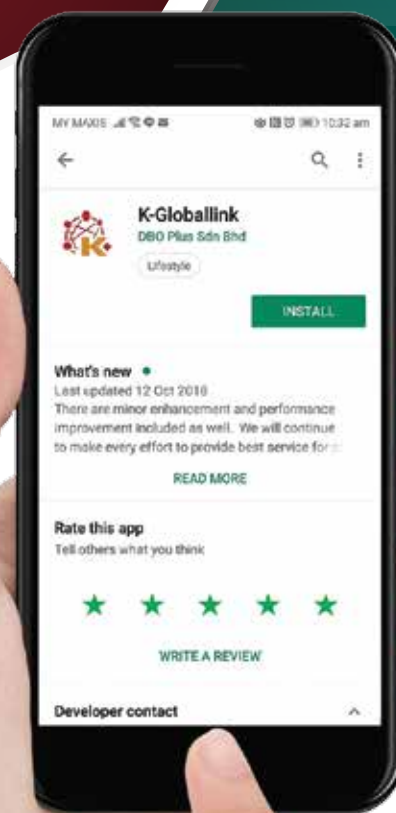 MY MAXIS 10:32 am
K-Globallink
DBO Plus Sdn Bhd
Lifestyle
INSTALL
What's new
Last updated 12 Oct 2018
There are minor enhancement and performance
improvement included as well. We will continue
to make every effort to provide best service for
READ MORE
Rate this app
Tell others what you think
WRITE A REVIEW
Developer contact